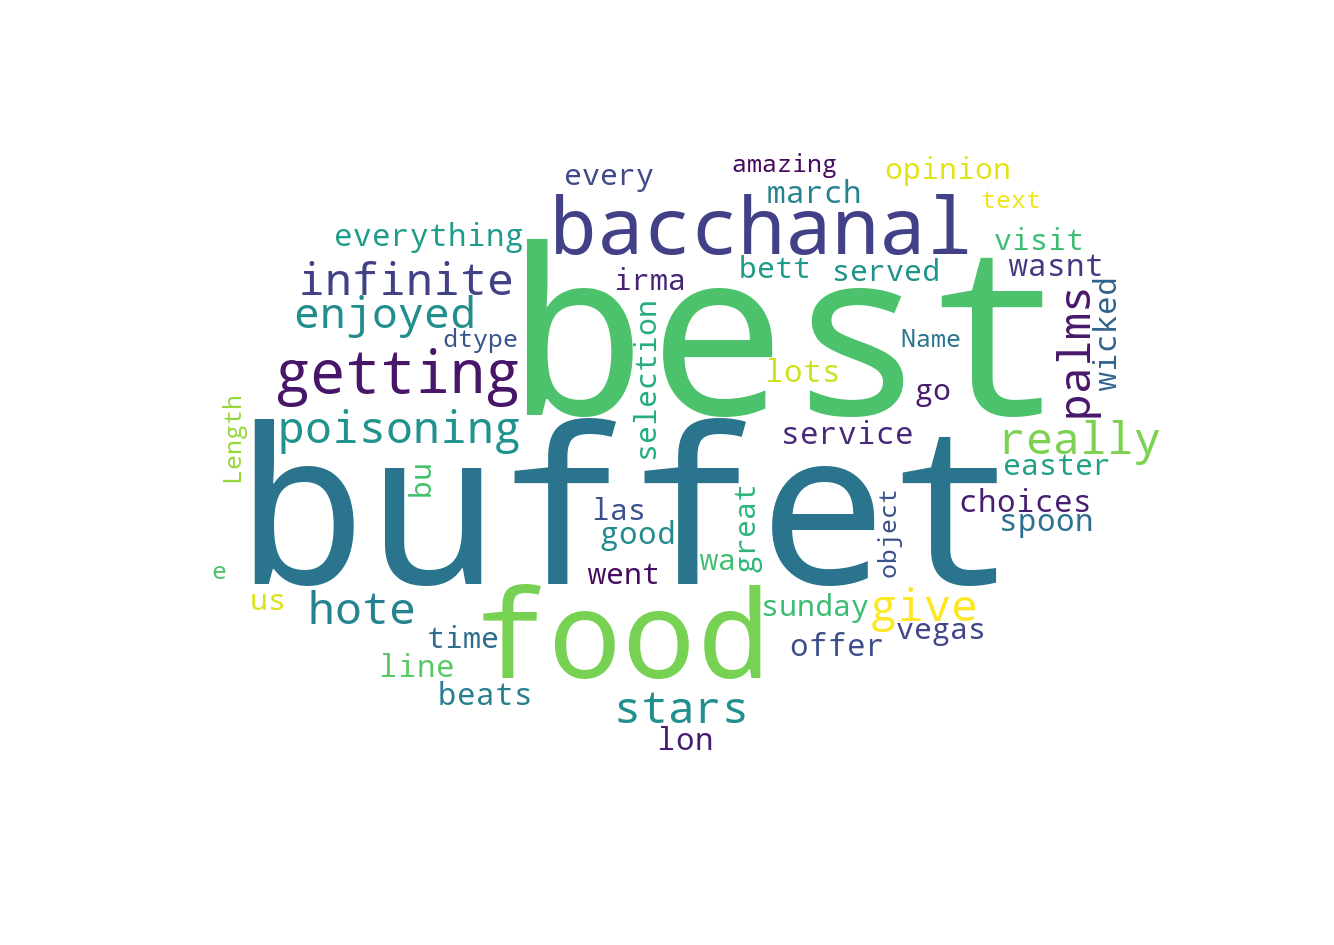 amazing
every
opinion
march
text
bacchanal
everything
visit
infinite
irma
bett
served
wasnt
enjoyed
best
wicked
palms
dtype
Name
selection
getting
lots
go
Length
poisoning
service
really
buffet
bu
easter
las
choices
good
great
object
spoon
e
went
wa
us
hote
food
sunday
give
time
offer
vegas
line
beats
stars
lon